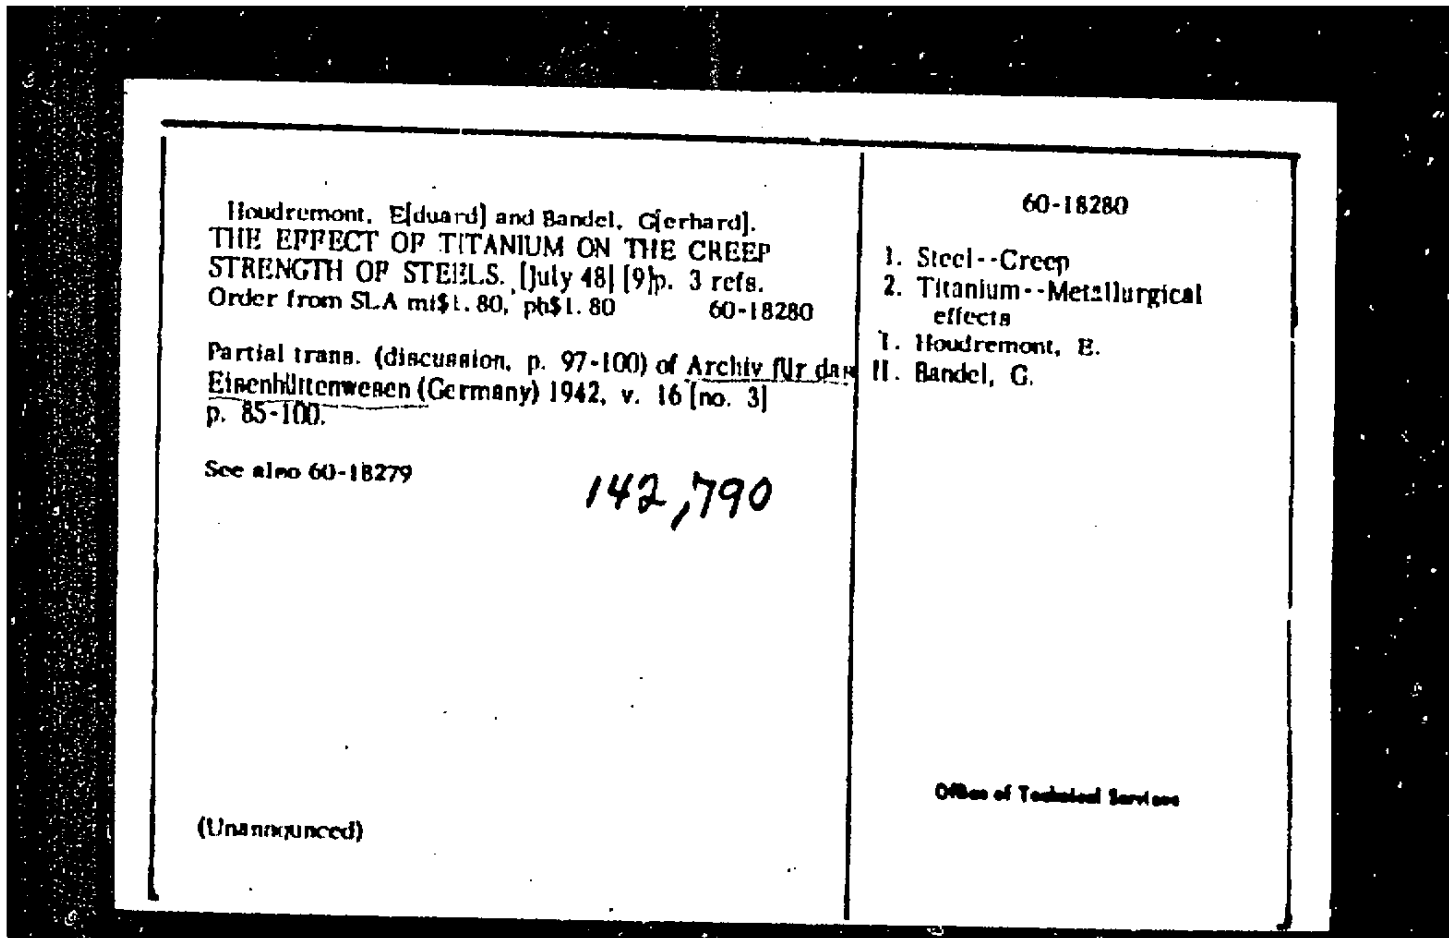 Houdremont, E[duard] and Bandel, G[erhard].
THE EFFECT OF TITANIUM ON THE CREEP
STRENGTH OF STEELS. [July 48] [9]p. 3 refs.
Order from SLA mi$1.80, ph$1.80 60-18280
Partial trans. (discussion, p. 97-100) of Archiv für das
Eisenhüttenwesen (Germany) 1942, v. 16 [no. 3]
p. 85-100.
See also 60-18279
142,790
(Unannounced)
60-18280
1. Steel--Creep
2. Titanium--Metallurgical
effects
I. Houdremont, E.
II. Bandel, G.
Office of Technical Services